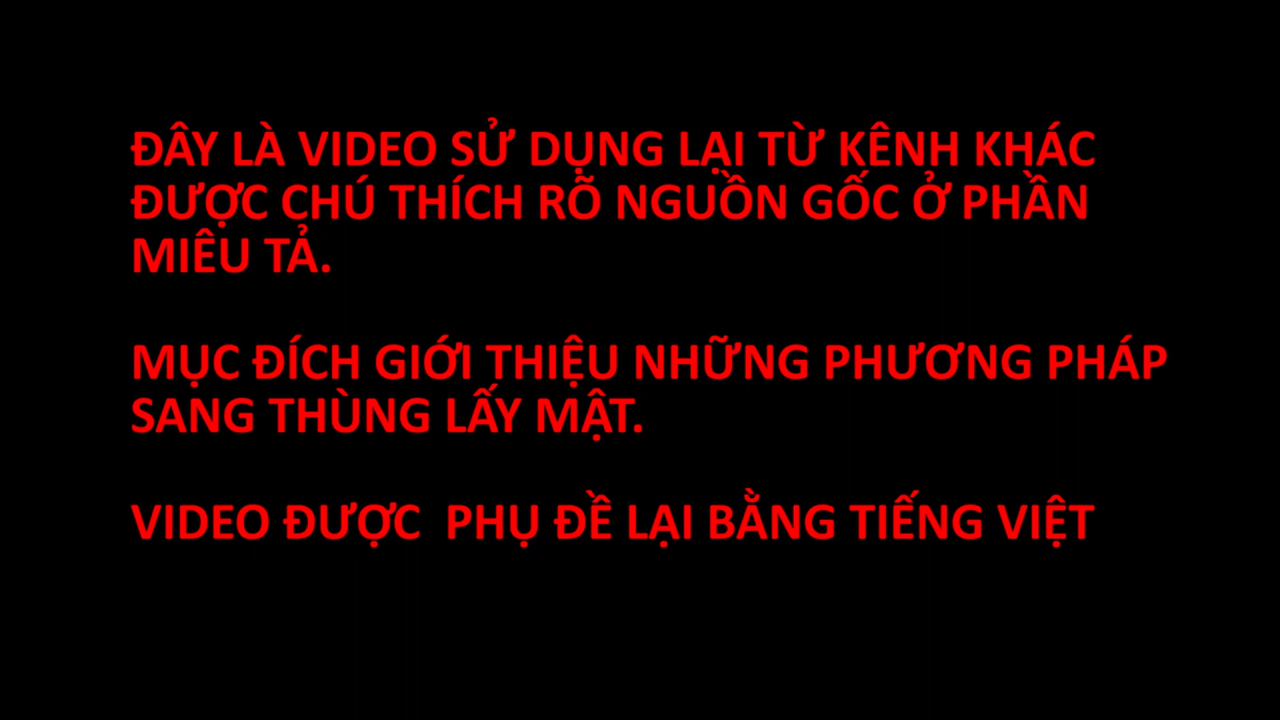 ĐÂY LÀ VIDEO SỬ DỤNG LẠI TỪ KÊNH KHÁC
ĐƯỢC CHÚ THÍCH RÕ NGUỒN GỐC Ở PHẦN
MIÊU TẢ.
MỤC ĐÍCH GIỚI THIỆU NHỮNG PHƯƠNG PHÁP
SANG THÙNG LẤY MẬT.
VIDEO ĐƯỢC  PHỤ ĐỀ LẠI BẰNG TIẾNG VIỆT